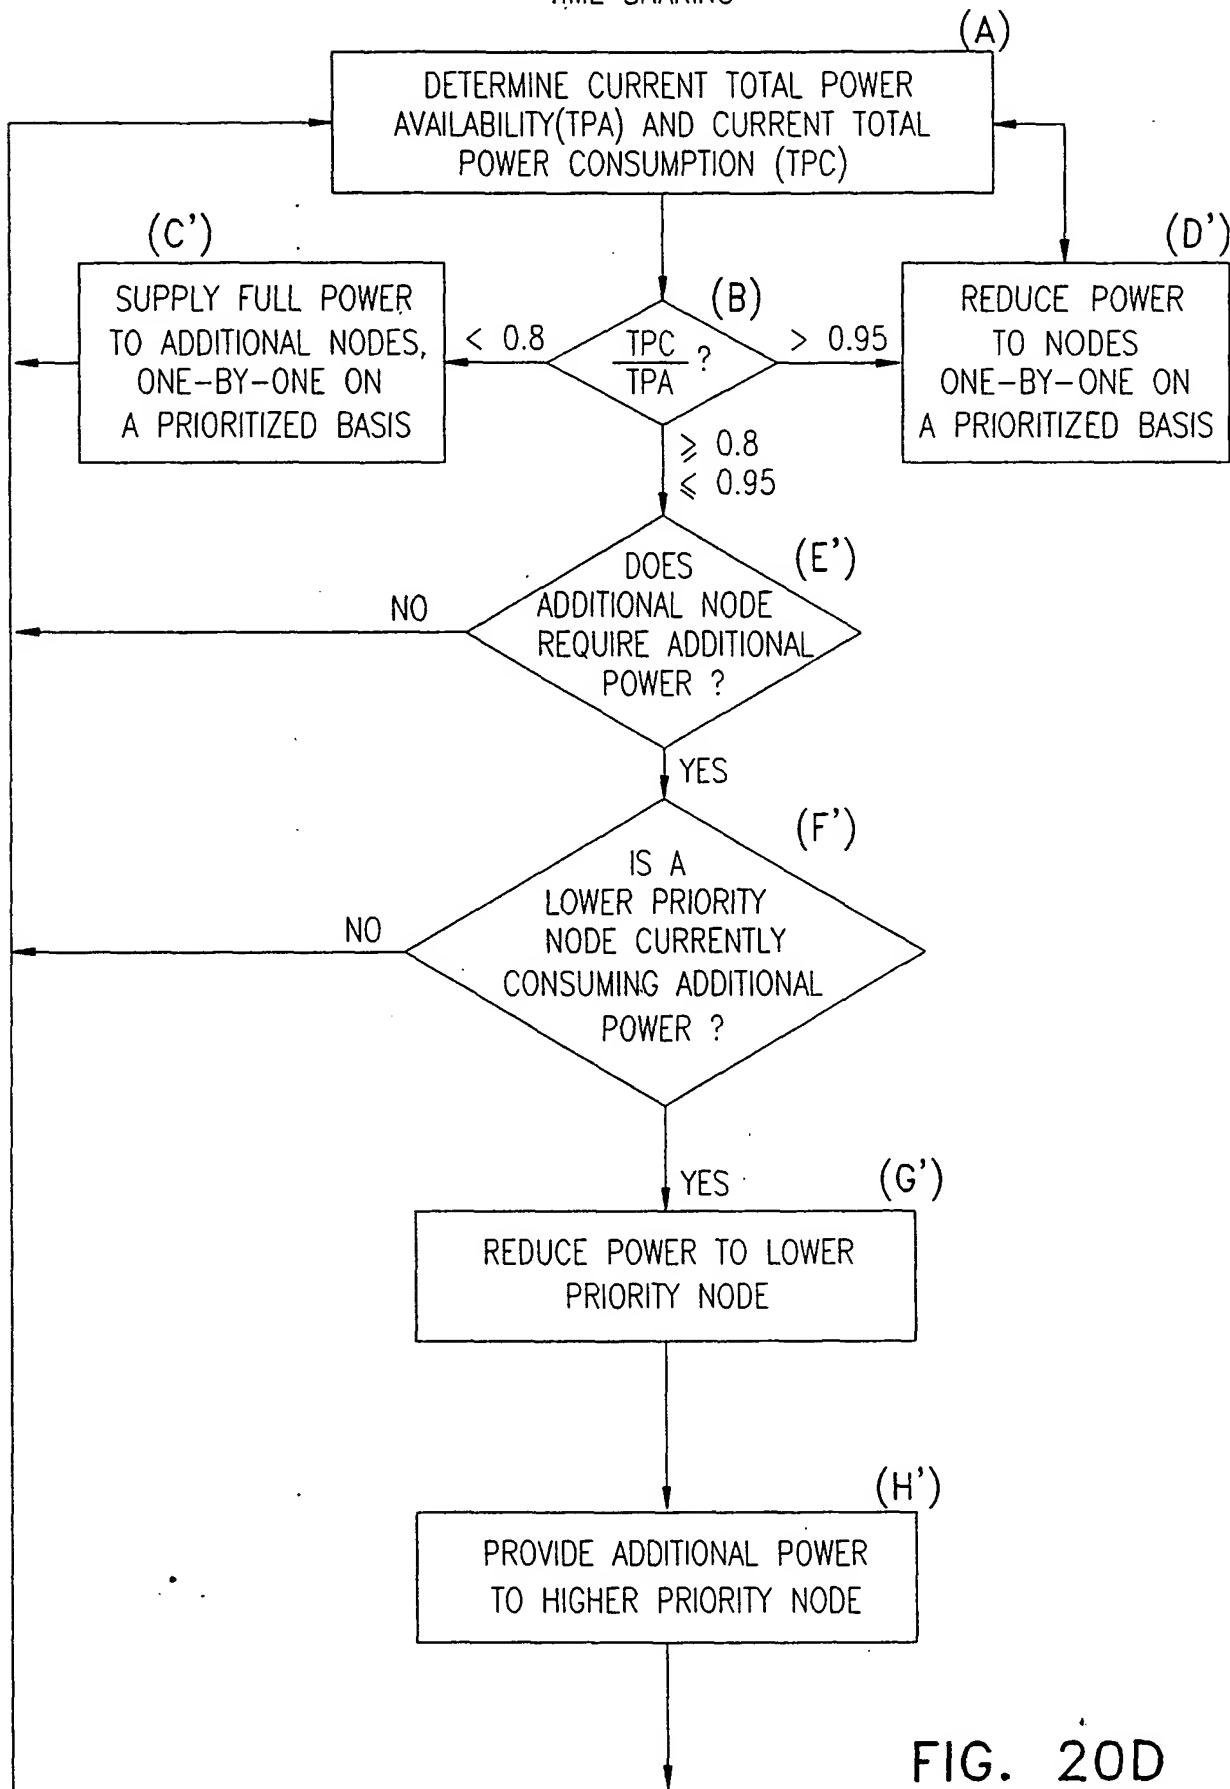 (A)
DETERMINE CURRENT TOTAL POWER
AVAILABILITY(TPA) AND CURRENT TOTAL
POWER CONSUMPTION (TPC)
(C')
SUPPLY FULL POWER
TO ADDITIONAL NODES,
ONE-BY-ONE ON
A PRIORITIZED BASIS
< 0.8
(B)
TPC
TPA
?
> 0.95
(D')
REDUCE POWER
TO NODES
ONE-BY-ONE ON
A PRIORITIZED BASIS
⩾ 0.8
⩽ 0.95
(E')
DOES
ADDITIONAL NODE
REQUIRE ADDITIONAL
POWER ?
NO
YES
(F')
IS A
LOWER PRIORITY
NODE CURRENTLY
CONSUMING ADDITIONAL
POWER ?
NO
YES
(G')
REDUCE POWER TO LOWER
PRIORITY NODE
(H')
PROVIDE ADDITIONAL POWER
TO HIGHER PRIORITY NODE
FIG. 20D